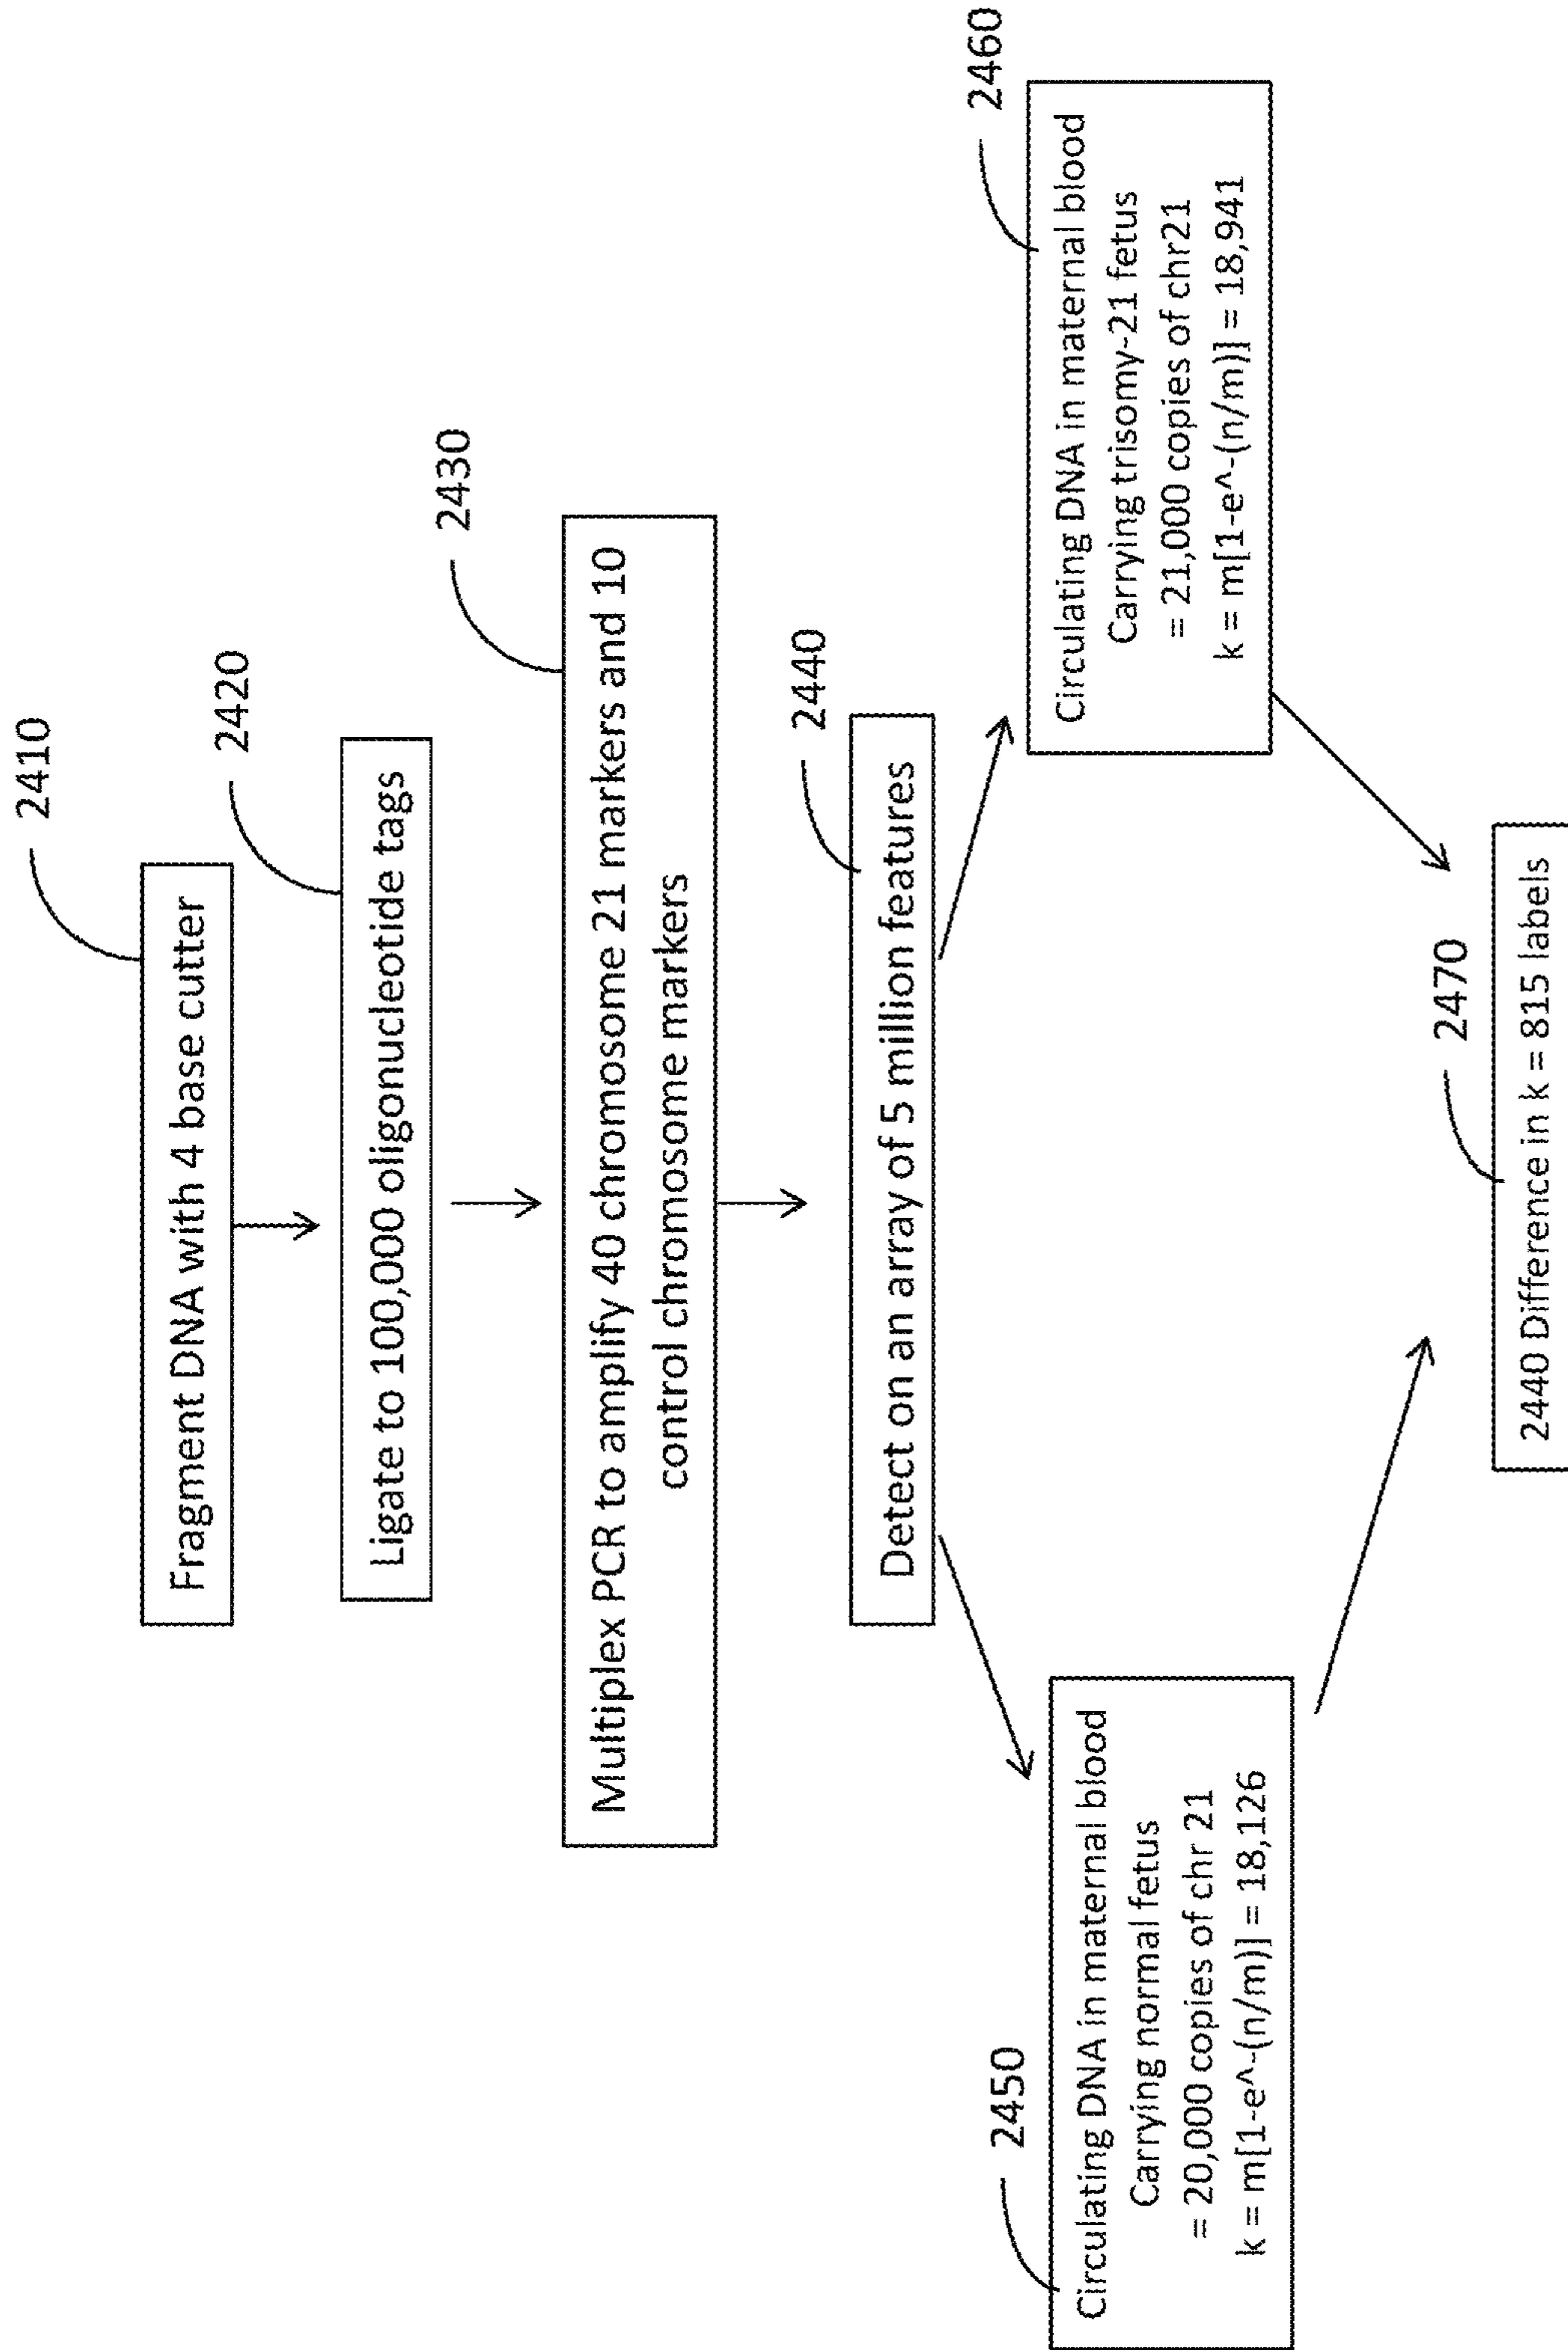 2410
Fragment DNA with 4 base cutter
2420
Ligate to 100,000 oligonucleotide tags
2430
Multiplex PCR to amplify 40 chromosome 21 markers and 10
control chromosome markers
2440
Detect on an array of 5 million features
2450
Circulating DNA in maternal blood
Carrying normal fetus
= 20,000 copies of chr 21
k = m[1-e^-(n/m)] = 18,126
2460
Circulating DNA in maternal blood
Carrying trisomy-21 fetus
= 21,000 copies of chr21
k = m[1-e^-(n/m)] = 18,941
2470
2440 Difference in k = 815 labels